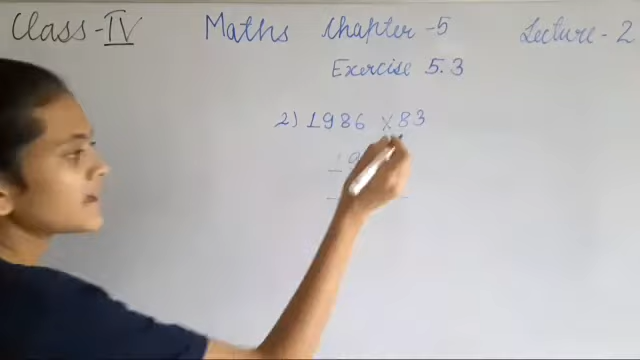 Class-IV Maths Chapter-5 Lecture-2
Exercise 5.3
2) 1986 × 83